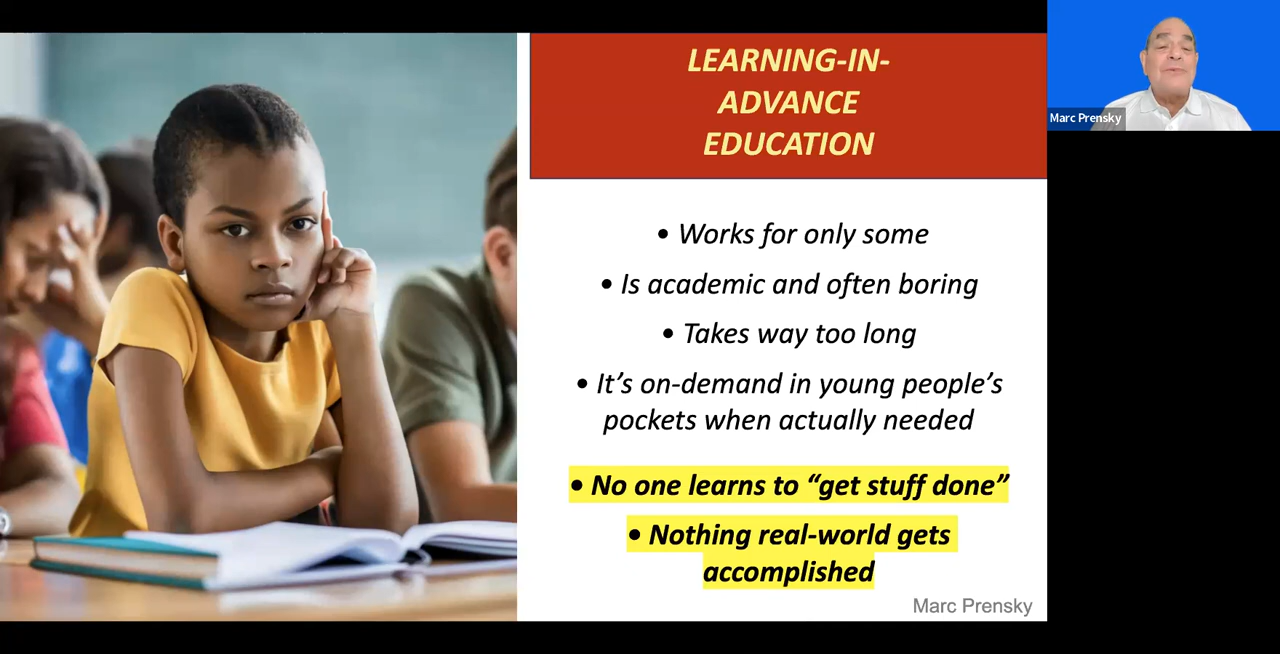 LEARNING-IN-
ADVANCE
EDUCATION
• Works for only some
• Is academic and often boring
• Takes way too long
• It’s on-demand in young people’s
pockets when actually needed
• No one learns to “get stuff done”
• Nothing real-world gets
accomplished
Marc Prensky
Marc Prensky